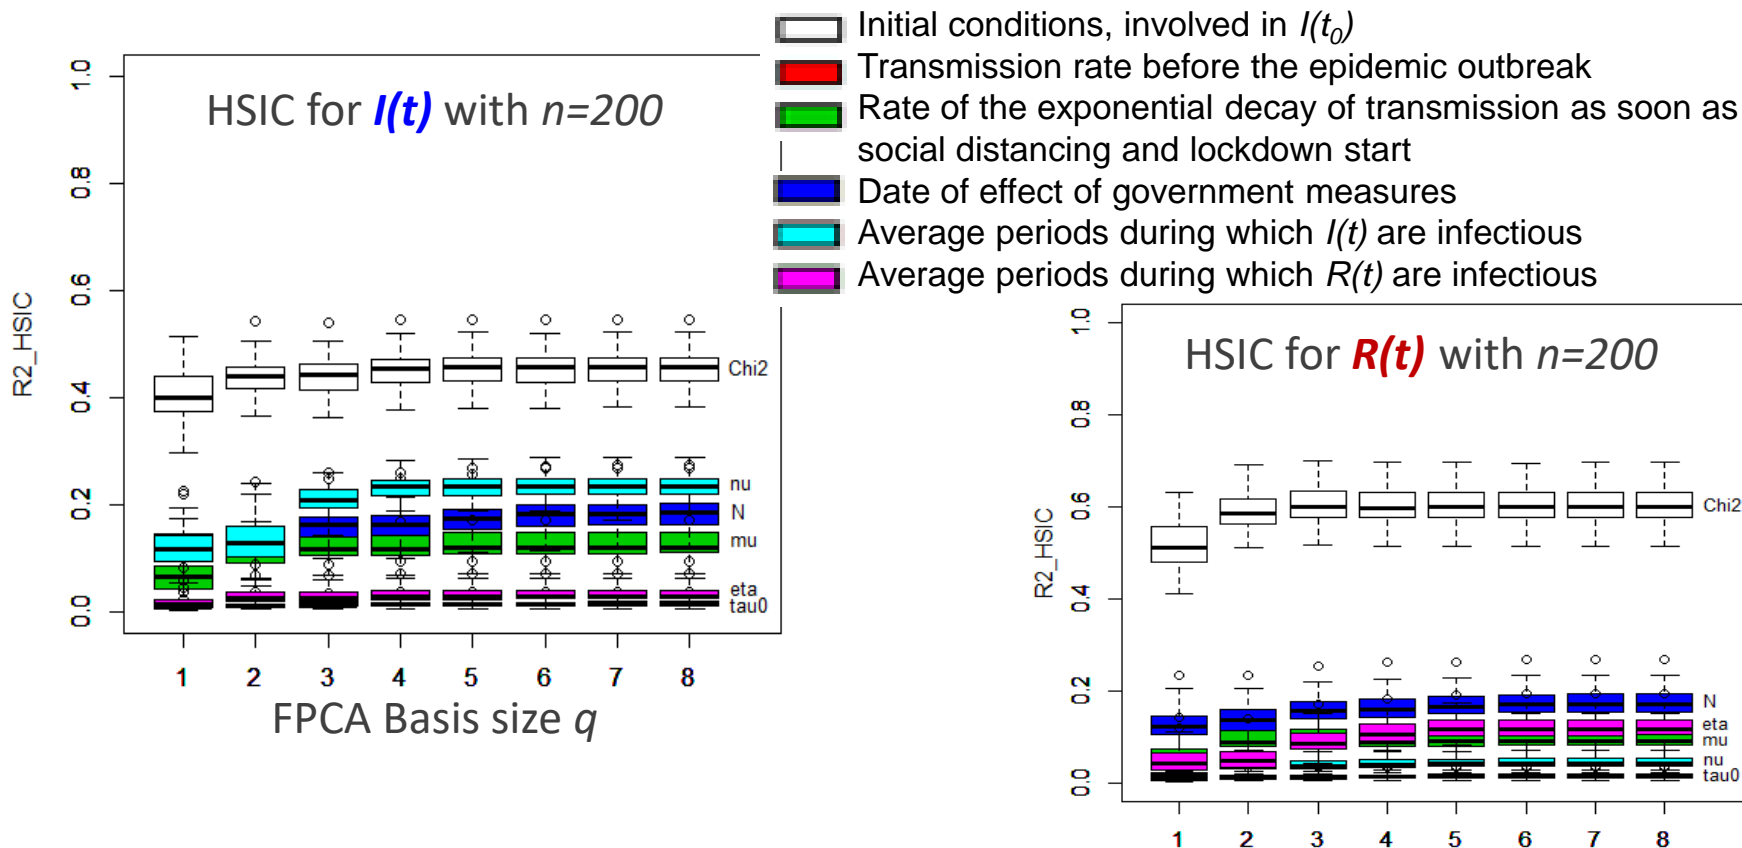 Initial conditions, involved in I(t0)
Transmission rate before the epidemic outbreak
Rate of the exponential decay of transmission as soon as
social distancing and lockdown start
Date of effect of government measures
Average periods during which I(t) are infectious
Average periods during which R(t) are infectious
HSIC for I(t) with n=200
R2_HSIC
1.0
0.8
0.6
0.4
0.2
0.0
Chi2
nu
N
mu
eta
tau0
1 2 3 4 5 6 7 8
FPCA Basis size q
HSIC for R(t) with n=200
R2_HSIC
1.0
0.8
0.6
0.4
0.2
0.0
Chi2
N
eta
mu
nu
tau0
1 2 3 4 5 6 7 8